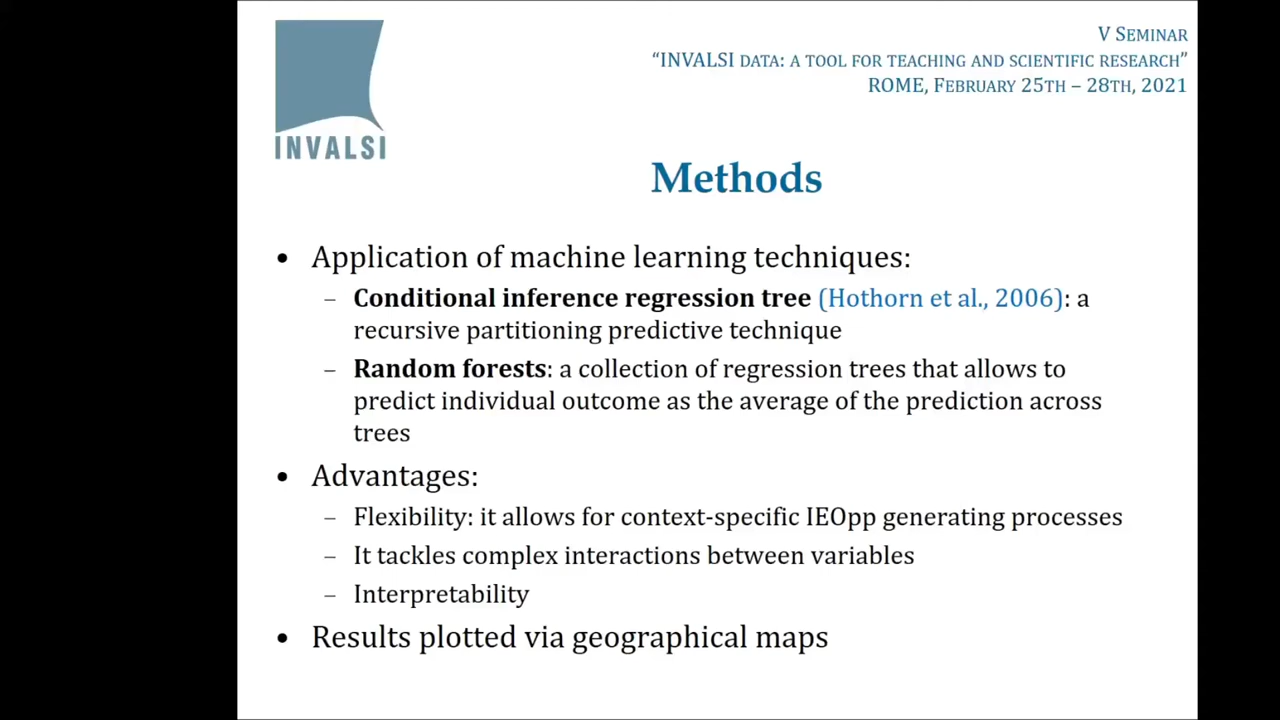 V SEMINAR
“INVALSI DATA: A TOOL FOR TEACHING AND SCIENTIFIC RESEARCH”
ROME, FEBRUARY 25TH – 28TH, 2021
INVALSI
Methods
• Application of machine learning techniques:
– Conditional inference regression tree (Hothorn et al., 2006): a
recursive partitioning predictive technique
– Random forests: a collection of regression trees that allows to
predict individual outcome as the average of the prediction across
trees
• Advantages:
– Flexibility: it allows for context-specific IEOpp generating processes
– It tackles complex interactions between variables
– Interpretability
• Results plotted via geographical maps